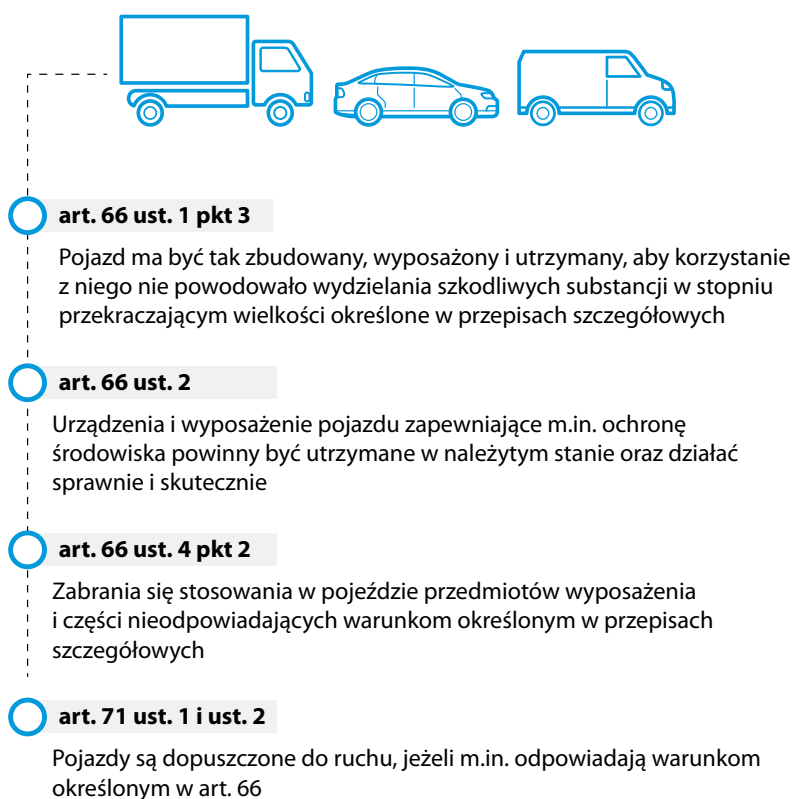 art. 66 ust. 1 pkt 3
Pojazd ma być tak zbudowany, wyposażony i utrzymany, aby korzystanie
z niego nie powodowało wydzielania szkodliwych substancji w stopniu
przekraczającym wielkości określone w przepisach szczegółowych
art. 66 ust. 2
Urządzenia i wyposażenie pojazdu zapewniające m.in. ochronę
środowiska powinny być utrzymane w należytym stanie oraz działać
sprawnie i skutecznie
art. 66 ust. 4 pkt 2
Zabrania się stosowania w pojeździe przedmiotów wyposażenia
i części nieodpowiadających warunkom określonym w przepisach
szczegółowych
art. 71 ust. 1 i ust. 2
Pojazdy są dopuszczone do ruchu, jeżeli m.in. odpowiadają warunkom
określonym w art. 66